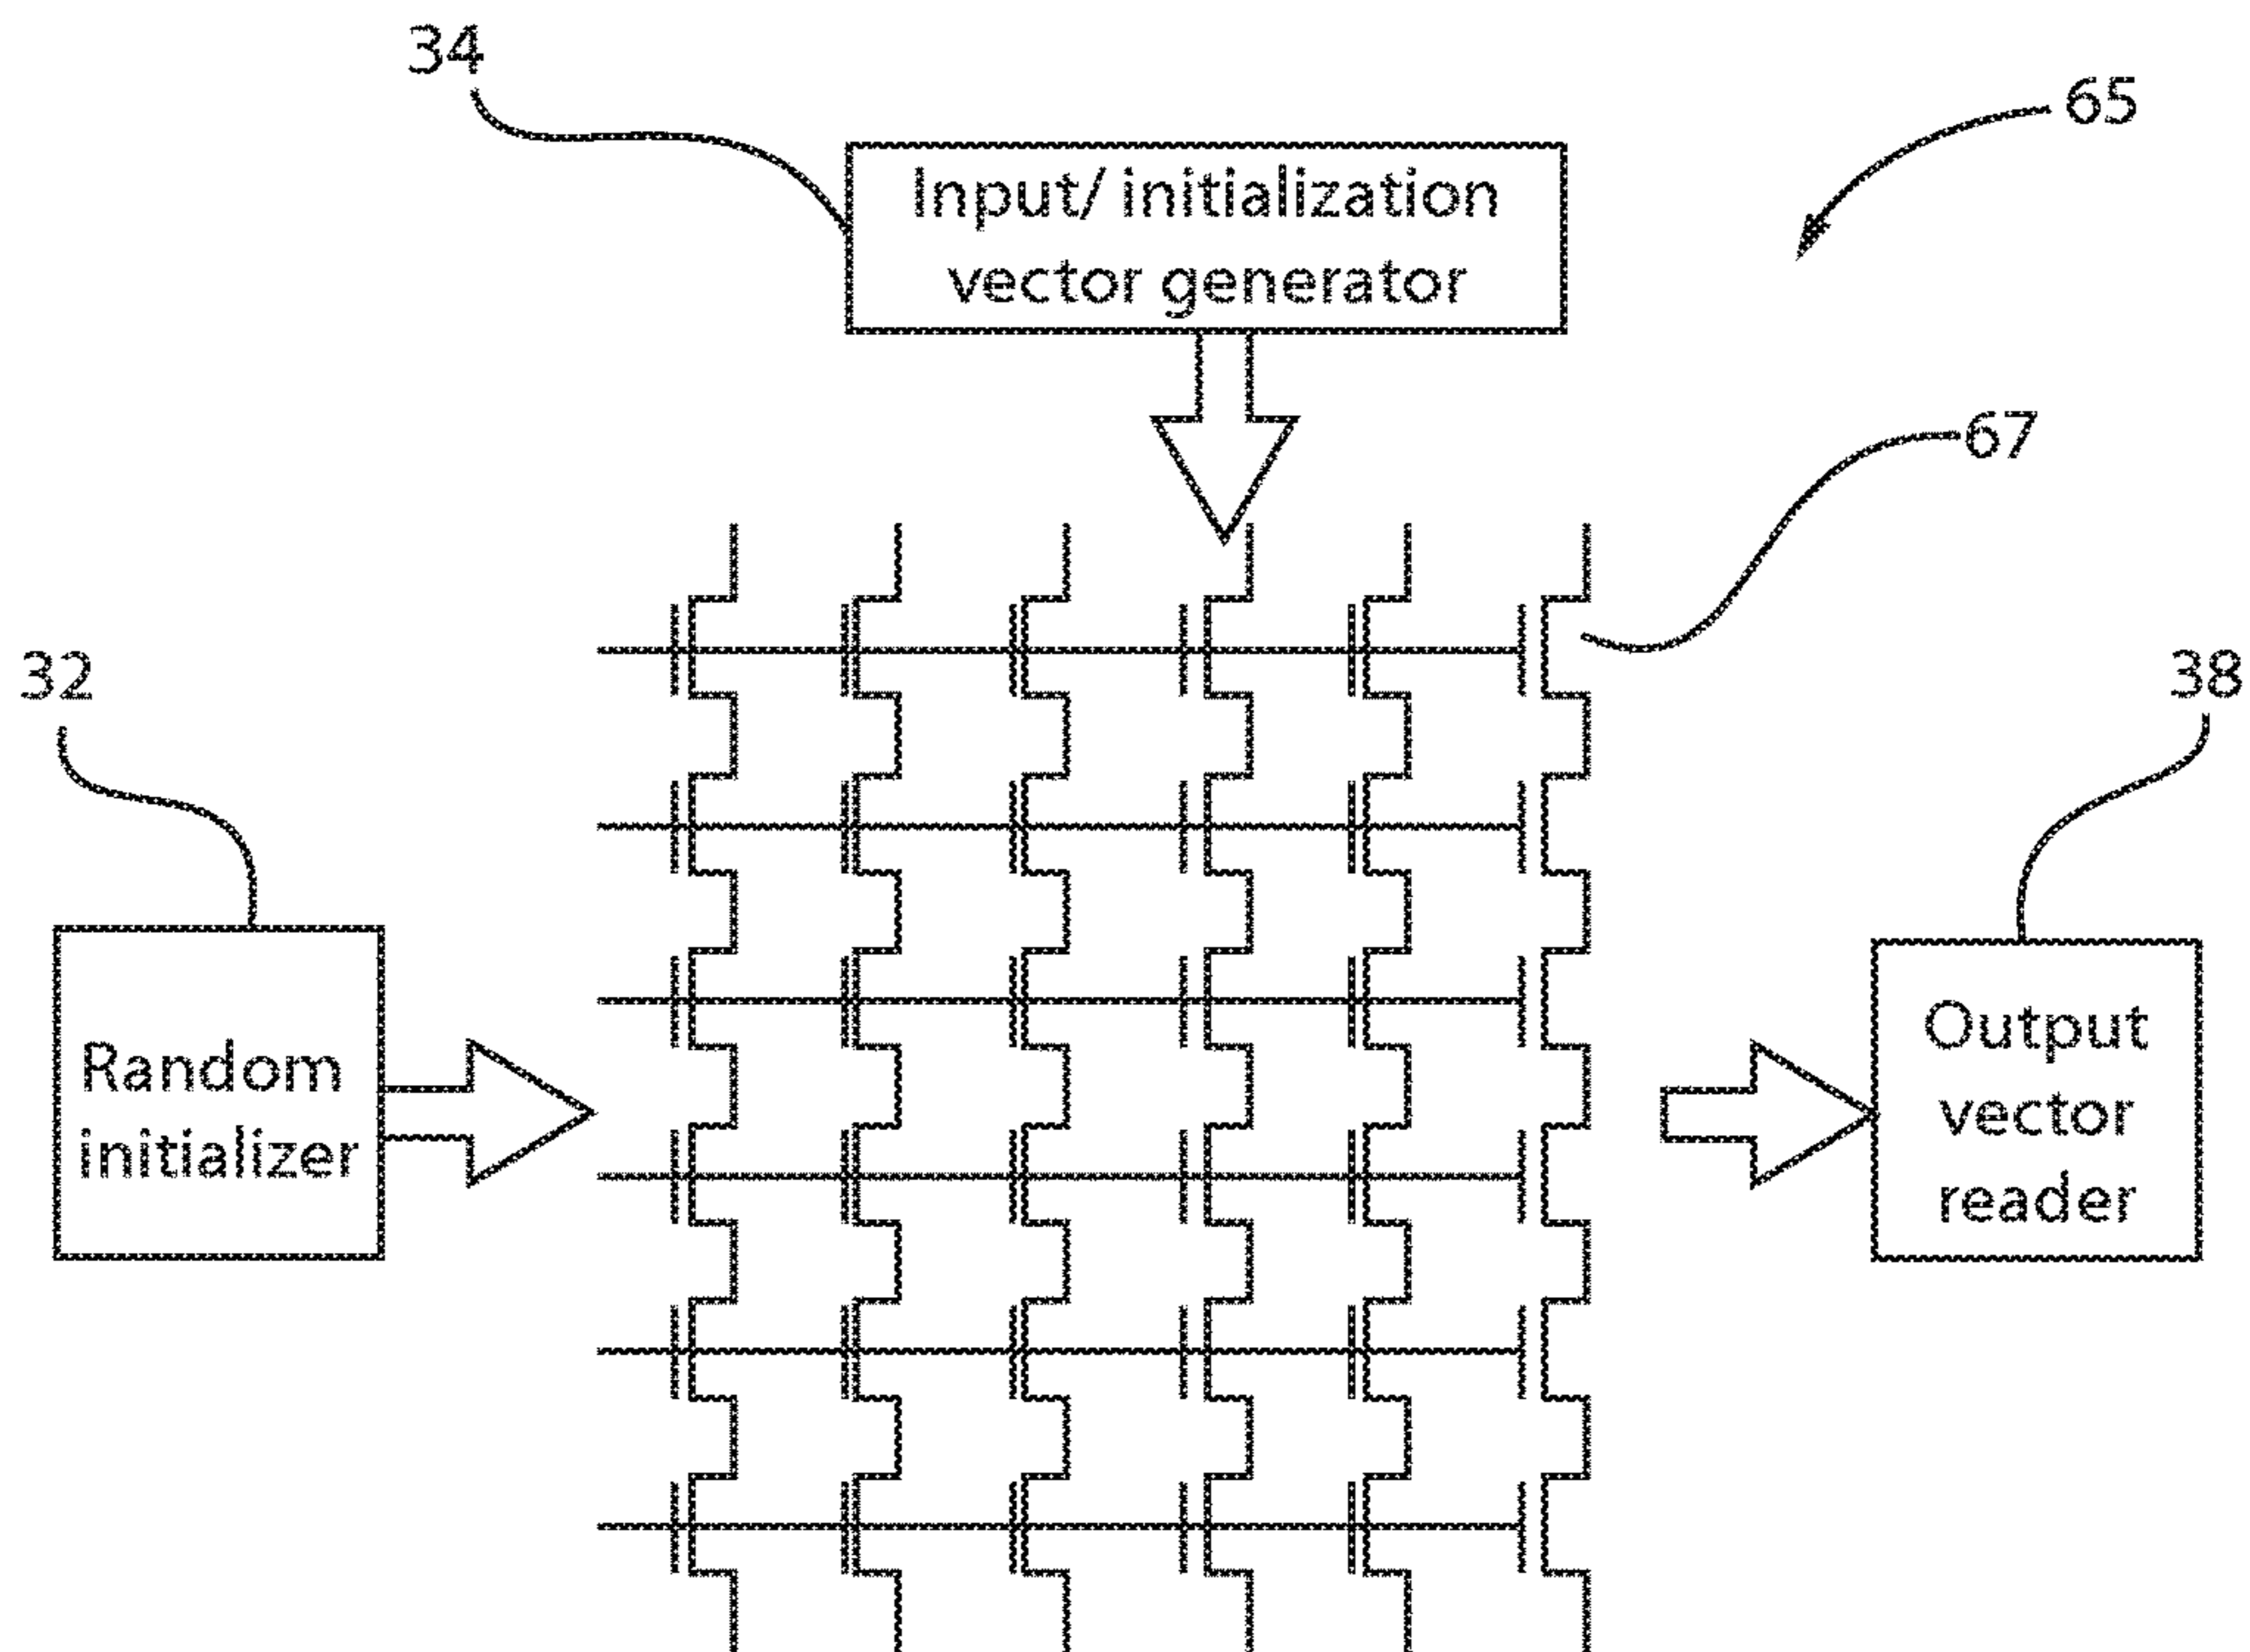 34
65
Input/ initialization
vector generator
67
32
38
Random
initializer
Output
vector
reader